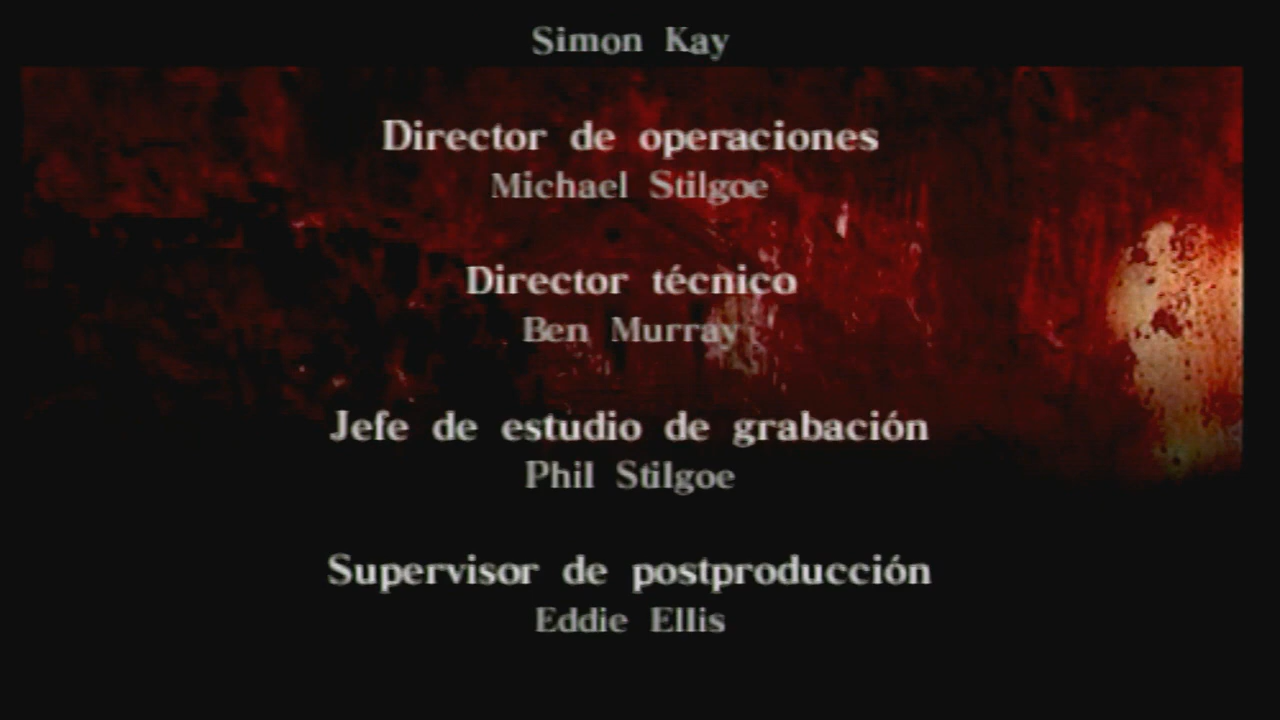 Simon Kay
Director de operaciones
Michael Stilgoe
Director técnico
Ben Murray
Jefe de estudio de grabación
Phil Stilgoe
Supervisor de postproducción
Eddie Ellis